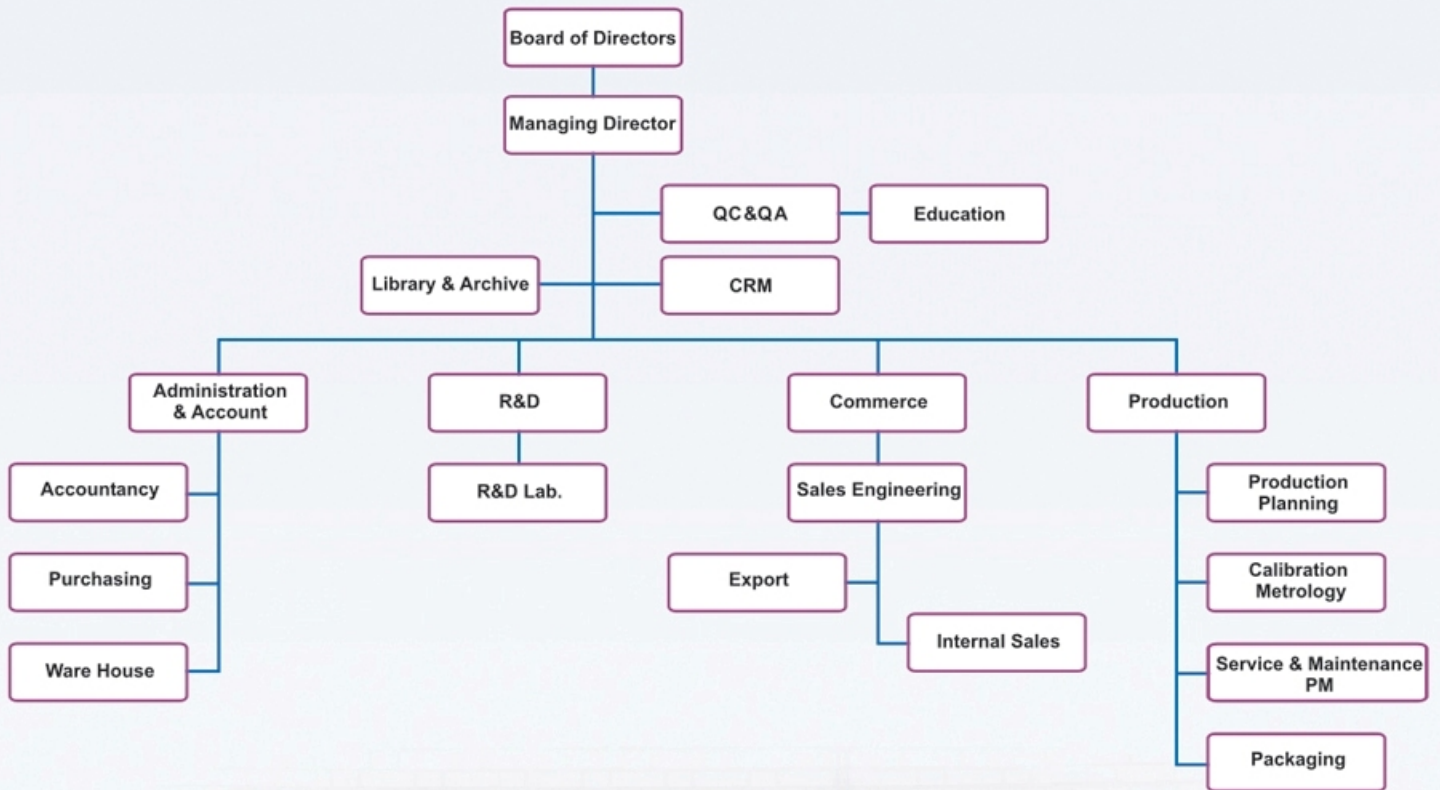 Board of Directors
Managing Director
QC&QA
Education
Library & Archive
CRM
Administration
& Account
R&D
Commerce
Production
Accountancy
R&D Lab.
Sales Engineering
Production
Planning
Purchasing
Export
Calibration
Metrology
Ware House
Internal Sales
Service & Maintenance
PM
Packaging